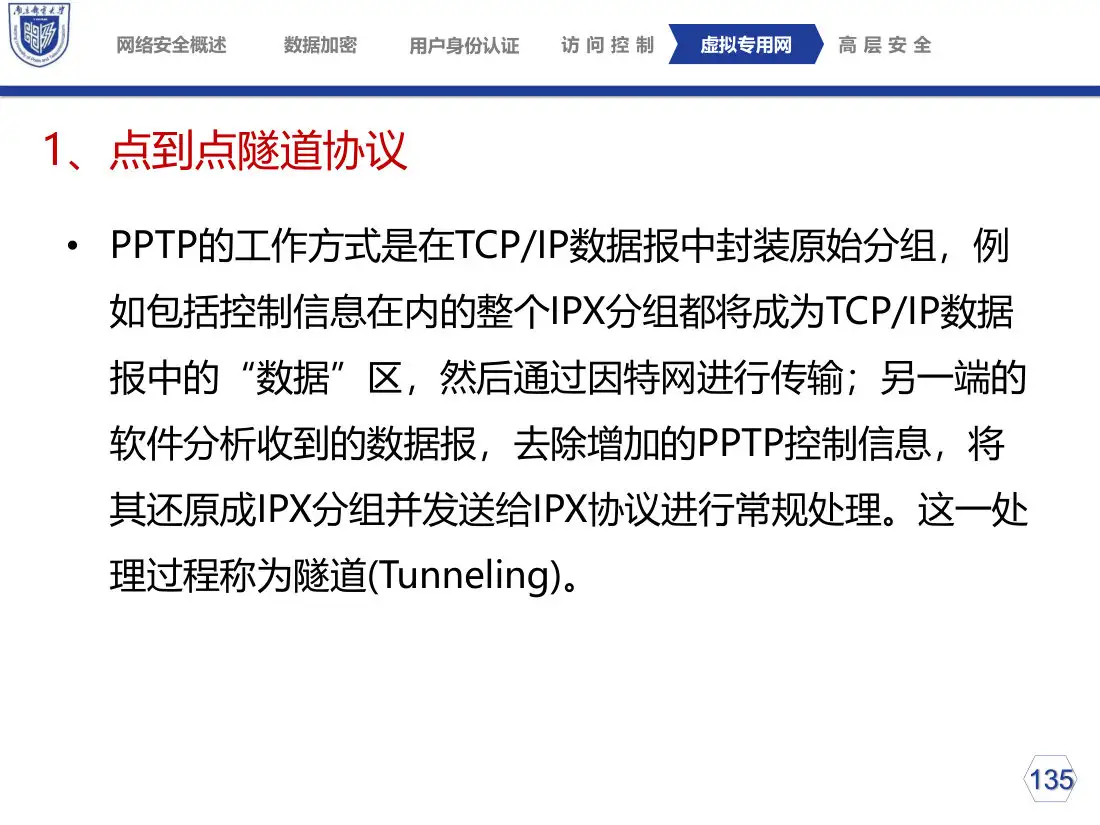 南京邮电大学
网络安全概述 数据加密 用户身份认证 访问控制 虚拟专用网 高层安全
1、点到点隧道协议
• PPTP的工作方式是在TCP/IP数据报中封装原始分组，例
如包括控制信息在内的整个IPX分组都将成为TCP/IP数据
报中的“数据”区，然后通过因特网进行传输；另一端的
软件分析收到的数据报，去除增加的PPTP控制信息，将
其还原成IPX分组并发送给IPX协议进行常规处理。这一处
理过程称为隧道(Tunneling)。
135